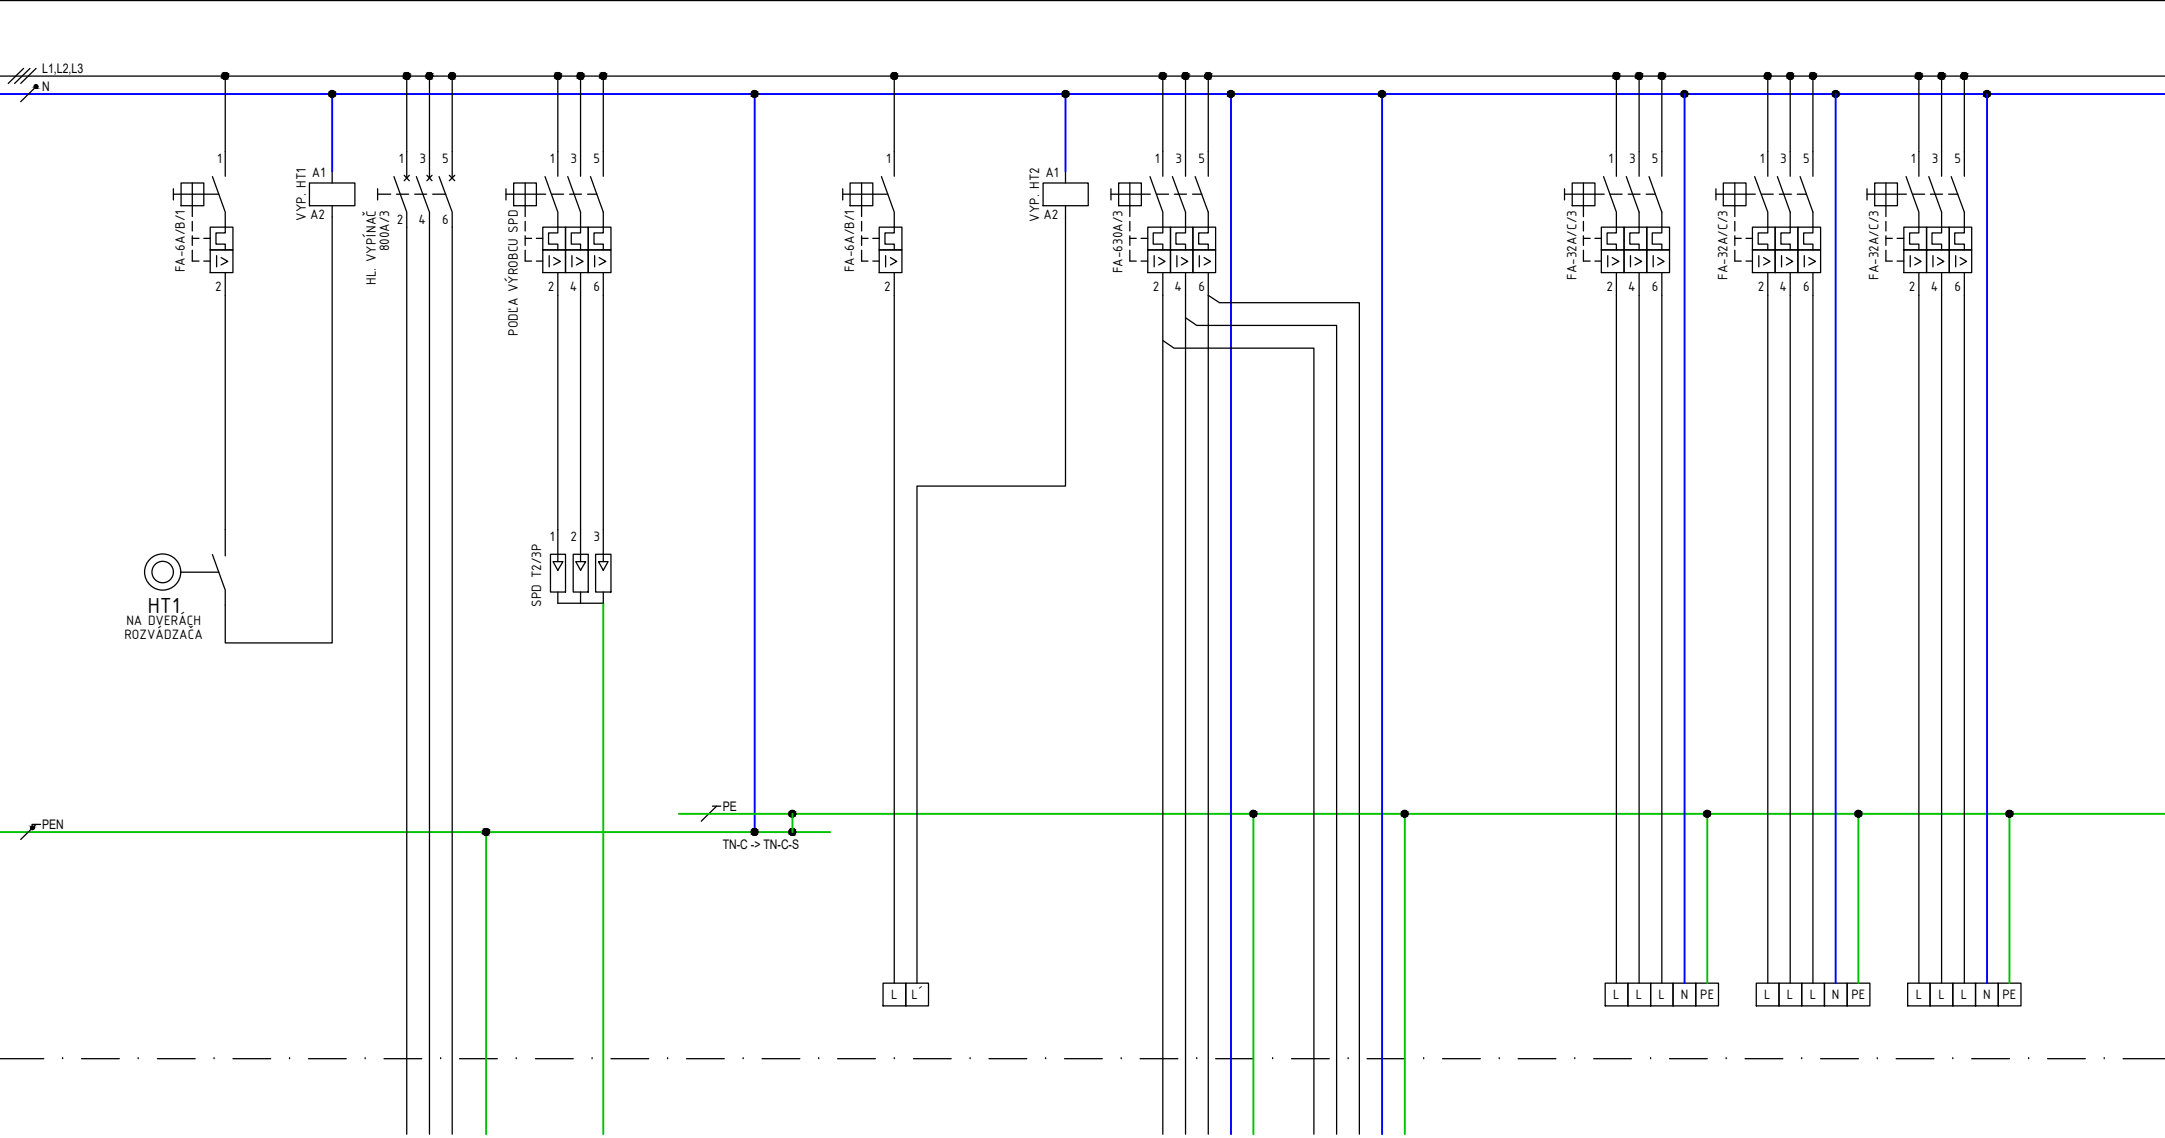 L1,L2,L3
N
1
A1
1 3 5
1 3 5
1
A1
1 3 5
1 3 5
1 3 5
1 3 5
FA-6A/B/1
VYP. HT1
A2
HL. VYPÍNAČ
800A/3
2 4 6
PODĽA VÝROBCU SPD
FA-6A/B/1
VYP. HT2
A2
FA-630A/3
FA-32A/C/3
FA-32A/C/3
FA-32A/C/3
I>
I> I> I>
I>
I> I> I>
I> I> I>
I> I> I>
I> I> I>
2
2 4 6
2
2 4 6
2 4 6
2 4 6
2 4 6
1 2 3
SPD T2/3P
HT1
NA DVERÁCH
ROZVÁDZAČA
PE
PEN
TN-C -> TN-C-S
L L´
L L L N PE
L L L N PE
L L L N PE